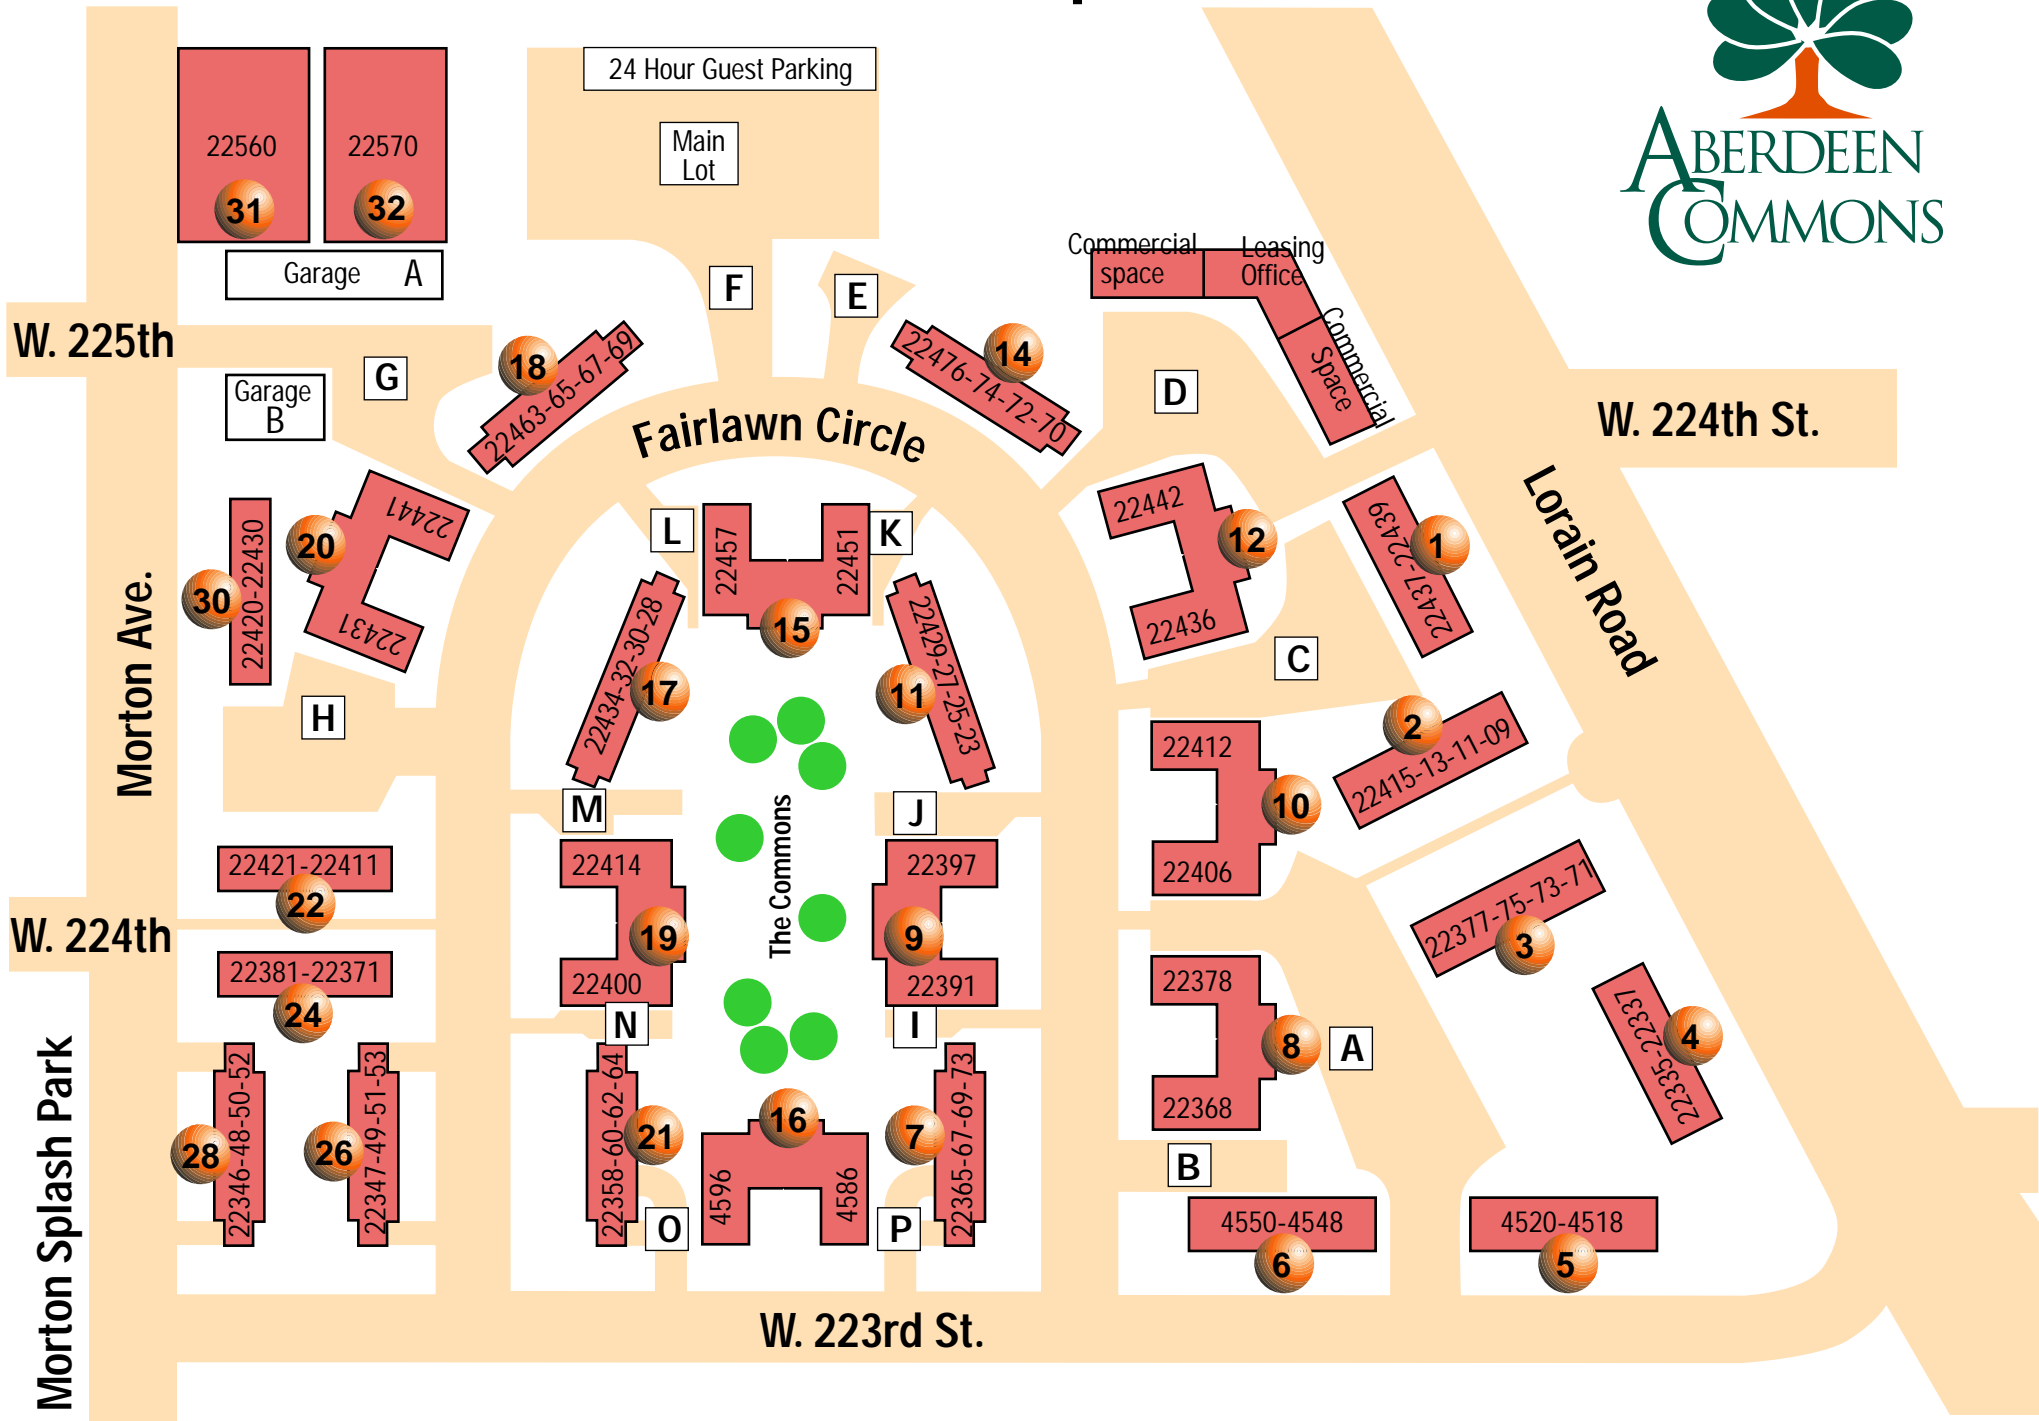 24 Hour Guest Parking
Main
Lot
ABERDEEN
COMMONS
22560
31
22570
32
Garage A
F
E
Commercial
space
Leasing
Office
Commercial
Space
W. 225th
G
18
22463-65-67-69
14
22476-74-72-70
D
W. 224th St.
Garage
B
Fairlawn Circle
Lorain Road
Morton Ave.
30
22420-22430
20
22441
22431
L
22457
22451
K
15
22442
12
22436
22437-22439
1
C
H
22434-32-30-28
17
11
22429-27-25-23
2
22415-13-11-09
22412
10
22406
M
J
The Commons
22421-22411
22
W. 224th
22381-22371
24
22414
19
22400
22397
9
22391
22377-75-73-71
3
N
I
22378
8
22368
A
22335-22337
4
Morton Splash Park
28
22346-48-50-52
26
22347-49-51-53
22358-60-62-64
21
16
4596
4586
7
22365-67-69-73
O
P
B
4550-4548
6
4520-4518
5
W. 223rd St.